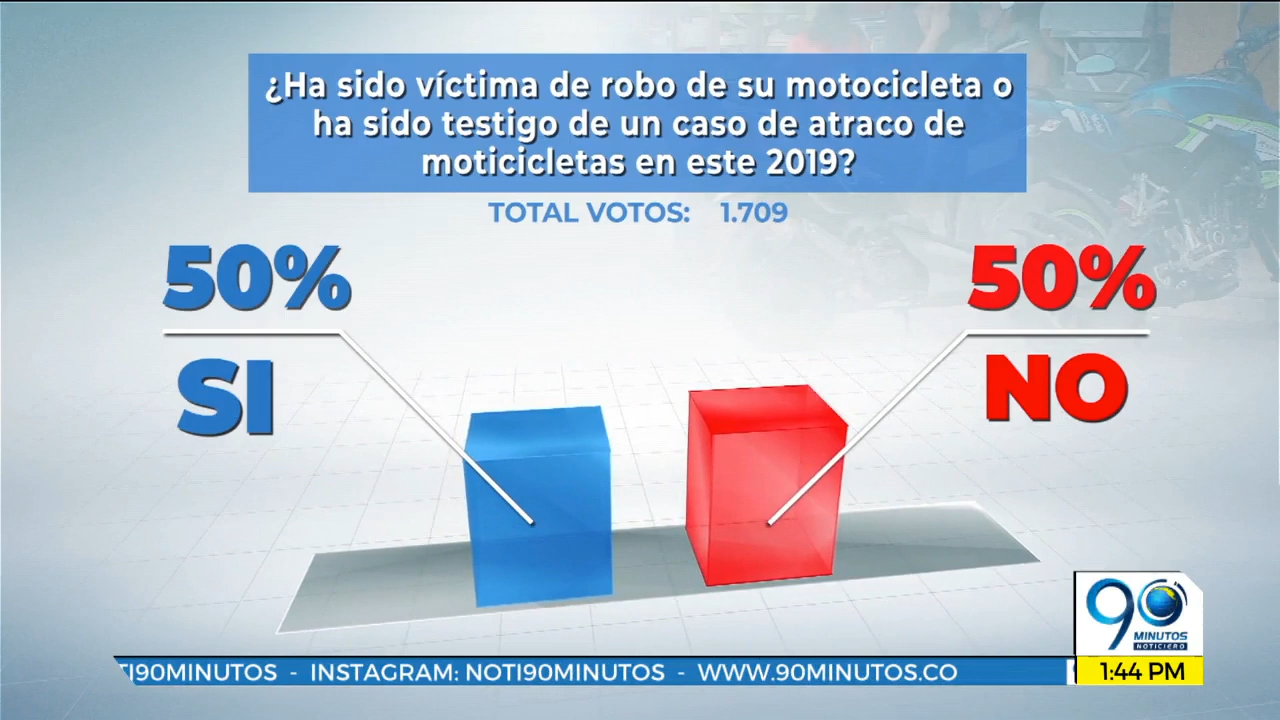 ¿Ha sido víctima de robo de su motocicleta o
ha sido testigo de un caso de atraco de
moticicletas en este 2019?
TOTAL VOTOS: 1.709
50%
SI
50%
NO
90
MINUTOS
NOTICIERO
TI90MINUTOS - INSTAGRAM: NOTI90MINUTOS - WWW.90MINUTOS.CO
1:44 PM